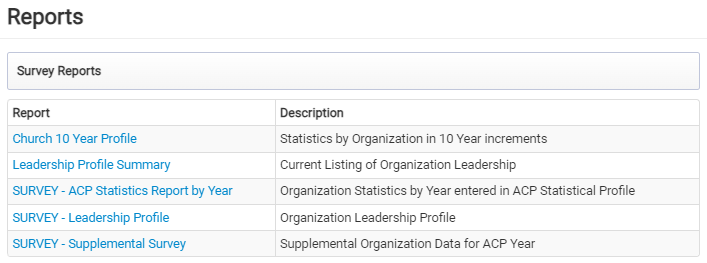 Reports
Survey Reports
Report Description
Church 10 Year Profile Statistics by Organization in 10 Year increments
Leadership Profile Summary Current Listing of Organization Leadership
SURVEY - ACP Statistics Report by Year Organization Statistics by Year entered in ACP Statistical Profile
SURVEY - Leadership Profile Organization Leadership Profile
SURVEY - Supplemental Survey Supplemental Organization Data for ACP Year